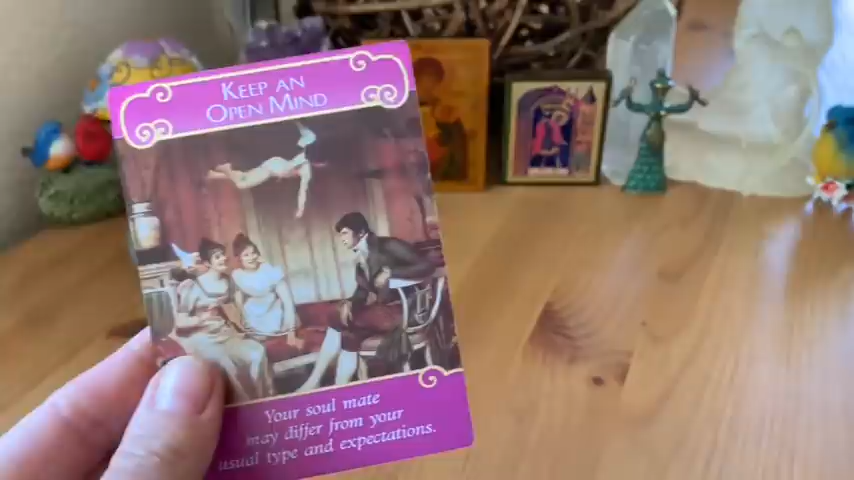 KEEP AN
OPEN MIND
Your soul mate
may differ from your
usual type and expectations.